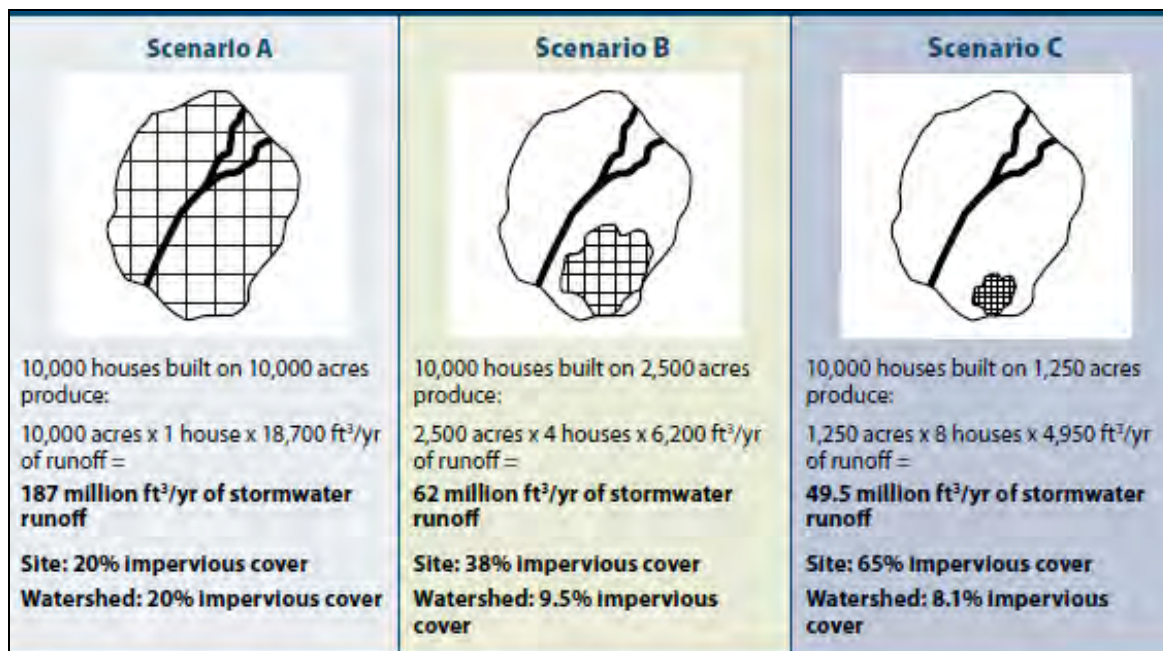 Scenario A
10,000 houses built on 10,000 acres
produce:
10,000 acres x 1 house x 18,700 ft³/yr
of runoff =
187 million ft³/yr of stormwater
runoff
Site: 20% impervious cover
Watershed: 20% impervious cover
Scenario B
10,000 houses built on 2,500 acres
produce:
2,500 acres x 4 houses x 6,200 ft³/yr
of runoff =
62 million ft³/yr of stormwater
runoff
Site: 38% impervious cover
Watershed: 9.5% impervious
cover
Scenario C
10,000 houses built on 1,250 acres
produce:
1,250 acres x 8 houses x 4,950 ft³/yr
of runoff =
49.5 million ft³/yr of stormwater
runoff
Site: 65% impervious cover
Watershed: 8.1% impervious
cover